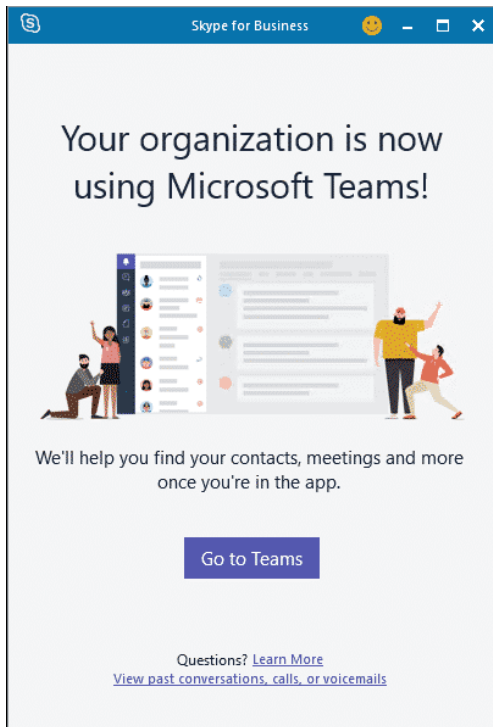 Skype for Business
Your organization is now
using Microsoft Teams!
We'll help you find your contacts, meetings and more
once you're in the app.
Go to Teams
Questions? Learn More
View past conversations, calls, or voicemails